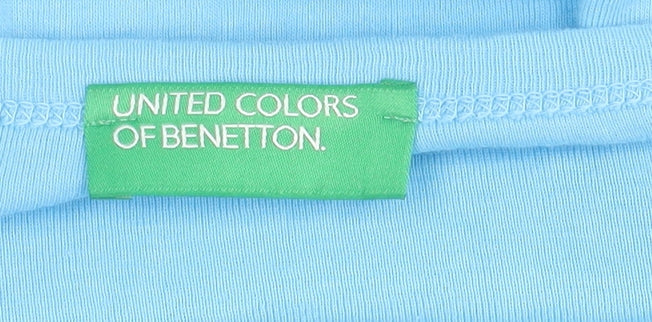 UNITED COLORS
OF BENETTON.